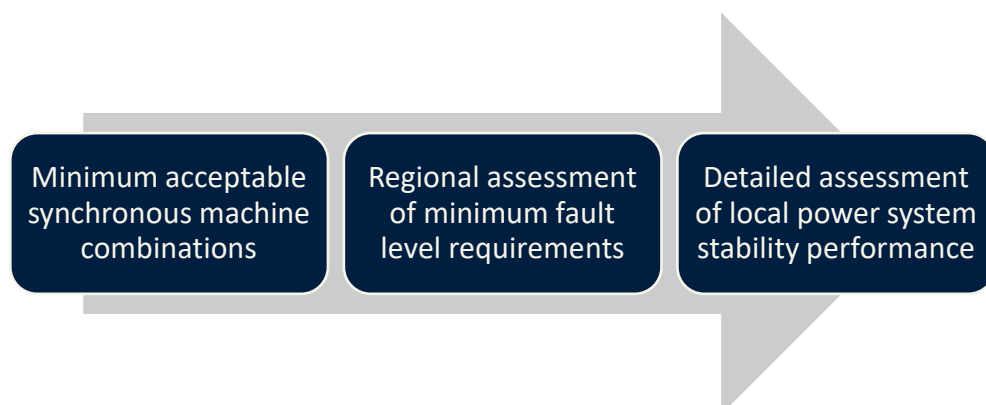 Minimum acceptable
synchronous machine
combinations
Regional assessment
of minimum fault
level requirements
Detailed assessment
of local power system
stability performance